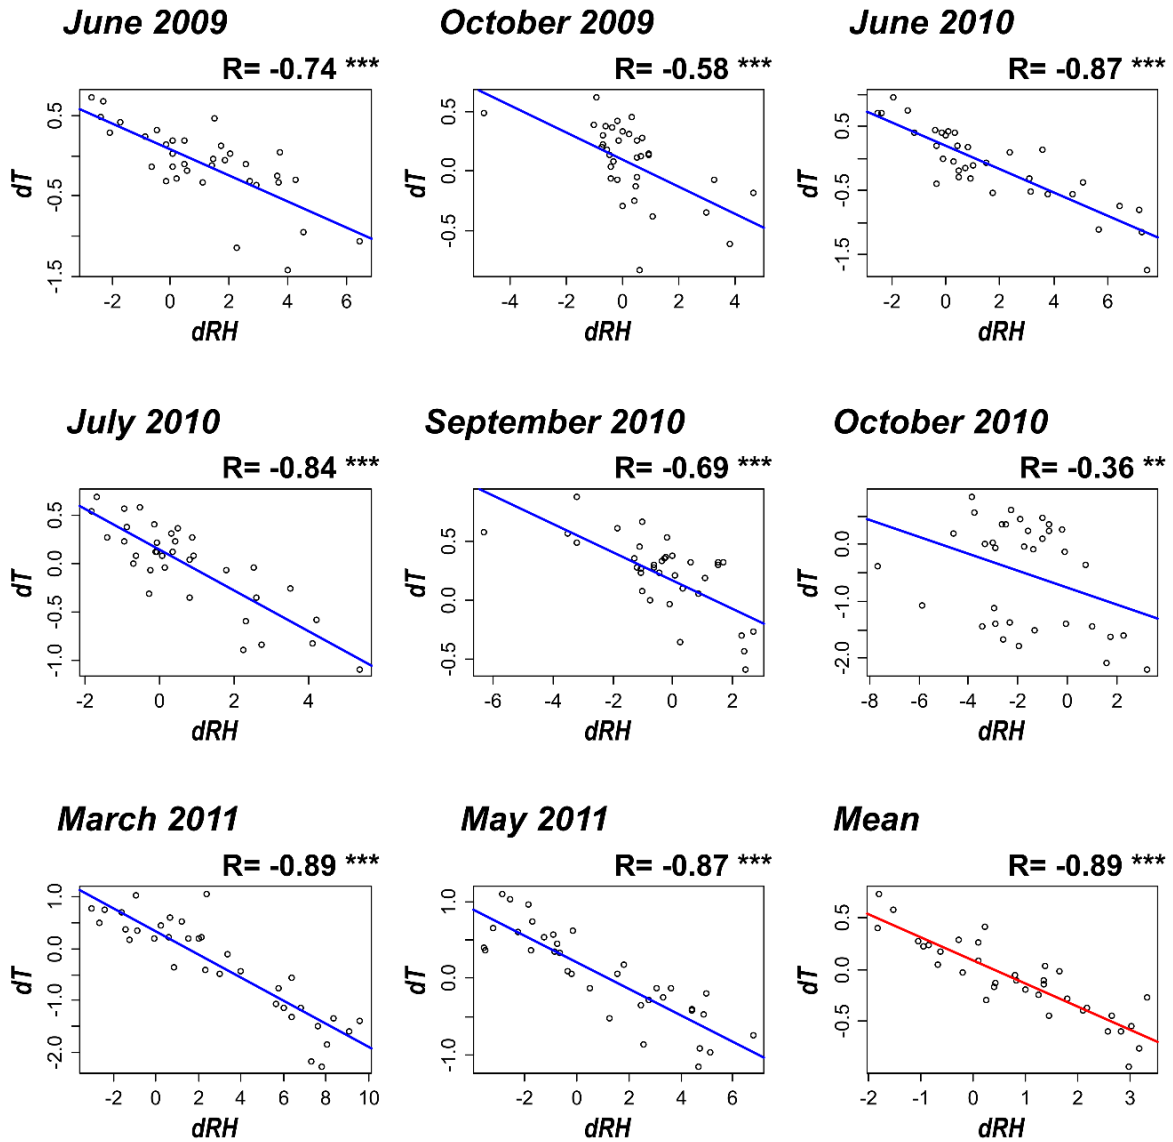 June 2009
R= -0.74 ***
dT
0.5
-0.5
-1.5
-2 0 2 4 6
dRH
October 2009
R= -0.58 ***
dT
0.5
0.0
-0.5
-4 -2 0 2 4
dRH
June 2010
R= -0.87 ***
dT
0.5
-0.5
-1.5
-2 0 2 4 6
dRH
July 2010
R= -0.84 ***
dT
0.5
0.0
-0.5
-1.0
-2 0 2 4
dRH
September 2010
R= -0.69 ***
dT
0.5
0.0
-0.5
-6 -4 -2 0 2
dRH
October 2010
R= -0.36 **
dT
0.0
-1.0
-2.0
-8 -6 -4 -2 0 2
dRH
March 2011
R= -0.89 ***
dT
1.0
0.0
-1.0
-2.0
-2 0 2 4 6 8 10
dRH
May 2011
R= -0.87 ***
dT
1.0
0.0
-1.0
-2 0 2 4 6
dRH
Mean
R= -0.89 ***
dT
0.5
0.0
-0.5
-2 -1 0 1 2 3
dRH